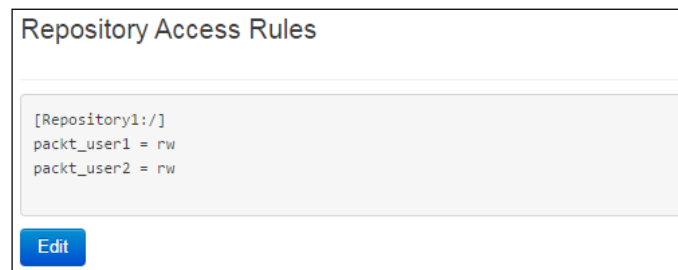 Repository Access Rules
[Repository1:/]
packt_user1 = rw
packt_user2 = rw
Edit